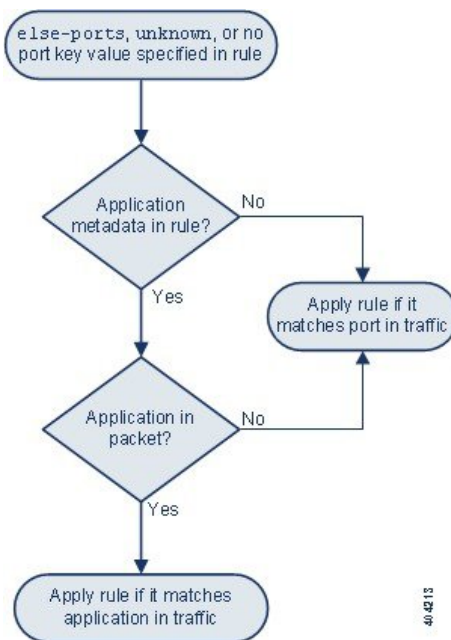 else-ports, unknown, or no
port key value specified in rule
Application
metadata in rule?
No
Yes
Apply rule if it
matches port in traffic
Application in
packet?
No
Yes
Apply rule if it matches
application in traffic
404213